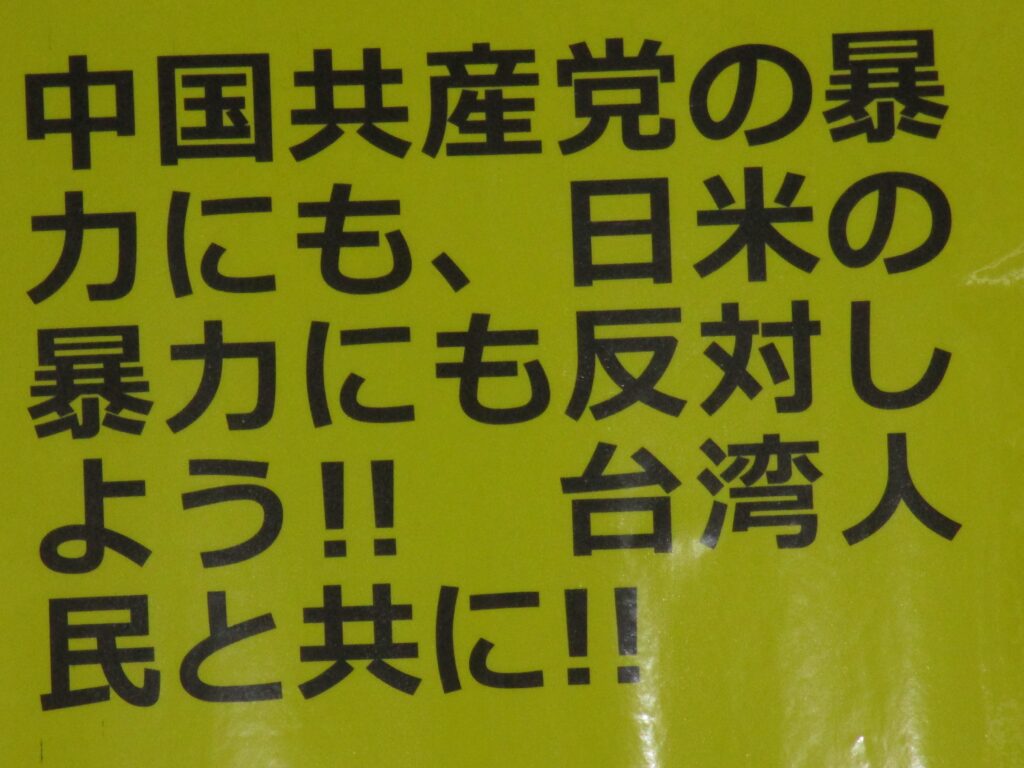 中国共産党の暴
力にも、日米の
暴力にも反対し
よう!!　台湾人
民と共に!!